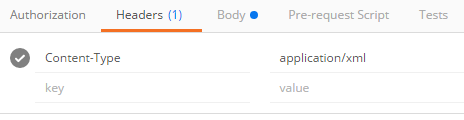 Authorization Headers (1) Body Pre-request Script Tests
Content-Type application/xml
key value